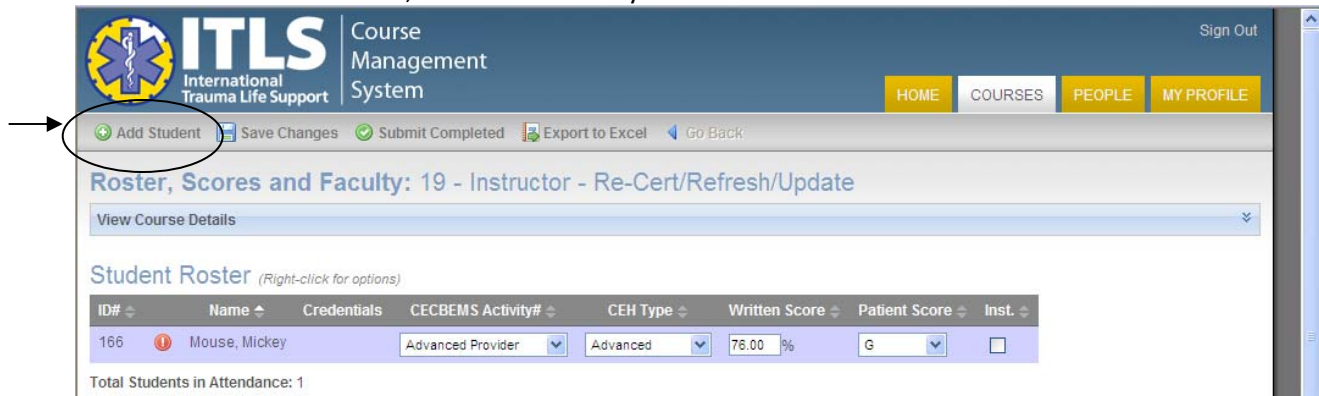 ITLS
International
Trauma Life Support
Course
Management
System
Sign Out
HOME COURSES PEOPLE MY PROFILE
Add Student Save Changes Submit Completed Export to Excel Go Back
Roster, Scores and Faculty: 19 - Instructor - Re-Cert/Refresh/Update
View Course Details
Student Roster (Right-click for options)
ID# Name Credentials CECBEMS Activity# CEH Type Written Score Patient Score Inst.
166 Mouse, Mickey Advanced Provider Advanced 76.00 % G
Total Students in Attendance: 1